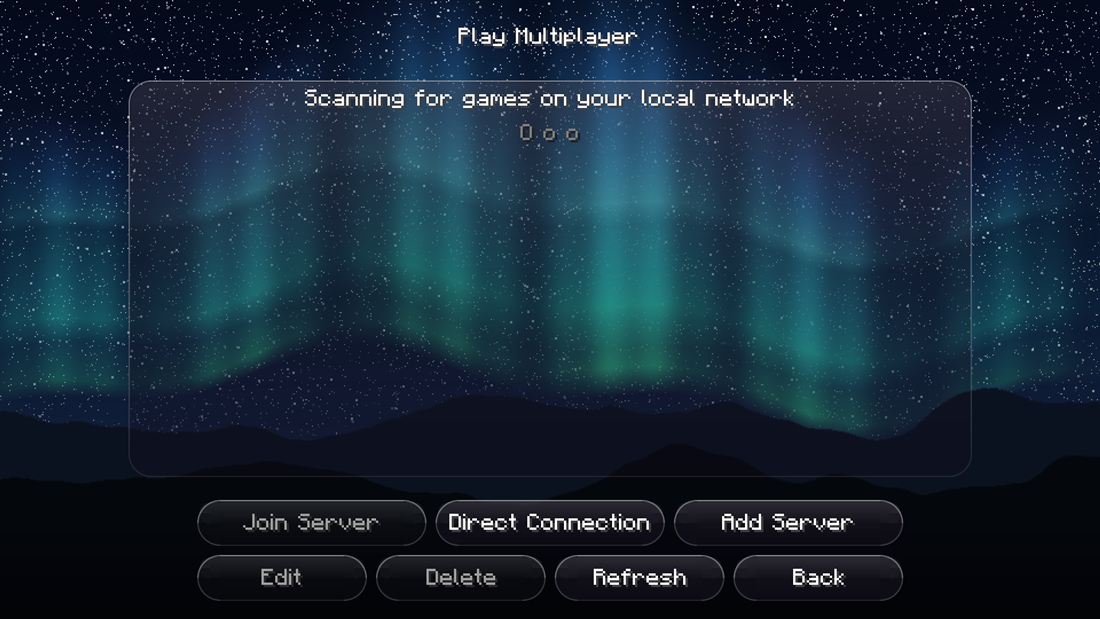 Play Multiplayer
Scanning for games on your local network
O o o
Join Server
Direct Connection
Add Server
Edit
Delete
Refresh
Back